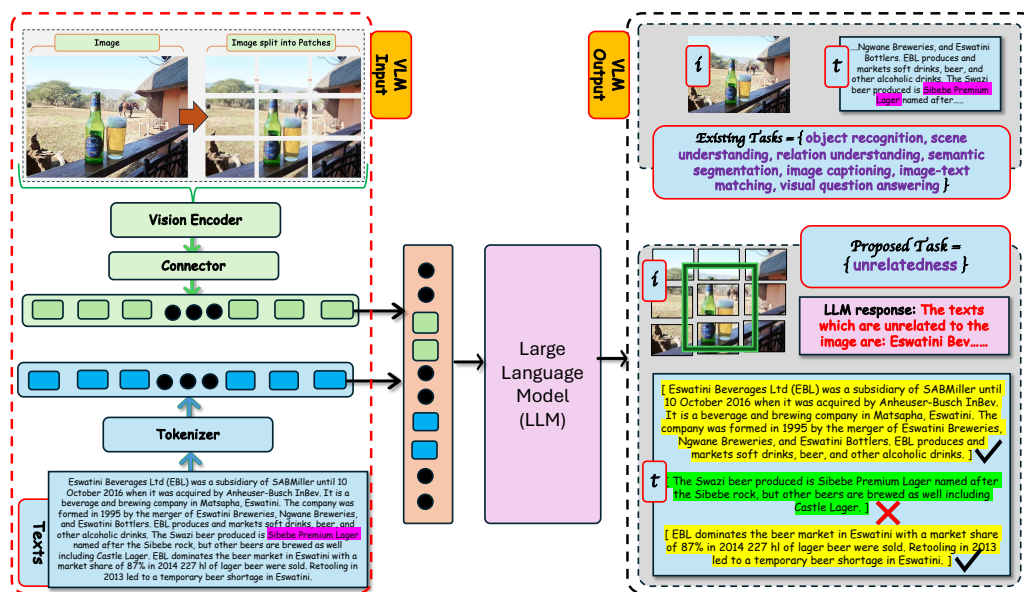 Image
Image split into Patches
VLM
Input
Vision Encoder
Connector
Tokenizer
Texts
Eswatini Beverages Ltd (EBL) was a subsidiary of SABMiller until 10
October 2016 when it was acquired by Anheuser-Busch InBev. It is a
beverage and brewing company in Matsapha, Eswatini. The company was
formed in 1995 by the merger of Eswatini Breweries, Ngwane Breweries,
and Eswatini Bottlers. EBL produces and markets soft drinks, beer, and
other alcoholic drinks. The Swazi beer produced is Sibebe Premium Lager
named after the Sibebe rock, but other beers are brewed as well
including Castle Lager. EBL dominates the beer market in Eswatini with a
market share of 87% in 2014 227 hl of lager beer were sold. Retooling in
2013 led to a temporary beer shortage in Eswatini.
Large
Language
Model
(LLM)
VLM
Output
i
t
...Ngwane Breweries, and Eswatini
Bottlers. EBL produces and
markets soft drinks, beer, and
other alcoholic drinks. The Swazi
beer produced is Sibebe Premium
Lager named after.....
Existing Tasks = { object recognition, scene
understanding, relation understanding, semantic
segmentation, image captioning, image-text
matching, visual question answering }
i
Proposed Task =
{ unrelatedness }
LLM response: The texts
which are unrelated to the
image are: Eswatini Bev......
t
[ Eswatini Beverages Ltd (EBL) was a subsidiary of SABMiller until
10 October 2016 when it was acquired by Anheuser-Busch InBev.
It is a beverage and brewing company in Matsapha, Eswatini. The
company was formed in 1995 by the merger of Eswatini Breweries,
Ngwane Breweries, and Eswatini Bottlers. EBL produces and
markets soft drinks, beer, and other alcoholic drinks. ]
[ The Swazi beer produced is Sibebe Premium Lager named after
the Sibebe rock, but other beers are brewed as well including
Castle Lager. ]
[ EBL dominates the beer market in Eswatini with a market share
of 87% in 2014 227 hl of lager beer were sold. Retooling in 2013
led to a temporary beer shortage in Eswatini. ]